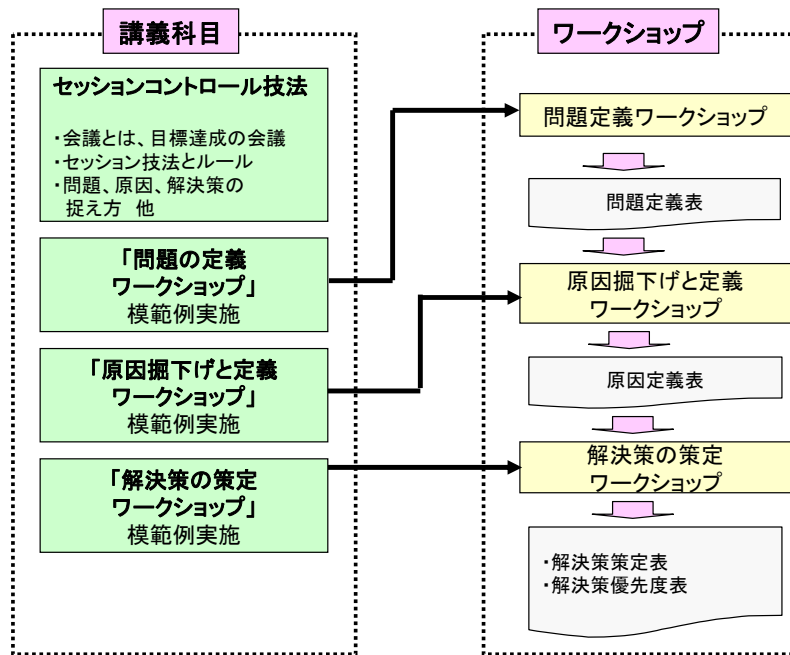 講義科目
セッションコントロール技法
・会議とは、目標達成の会議
・セッション技法とルール
・問題、原因、解決策の
捉え方 他
「問題の定義
ワークショップ」
模範例実施
「原因掘下げと定義
ワークショップ」
模範例実施
「解決策の策定
ワークショップ」
模範例実施
ワークショップ
問題定義ワークショップ
問題定義表
原因掘下げと定義
ワークショップ
原因定義表
解決策の策定
ワークショップ
・解決策策定表
・解決策優先度表